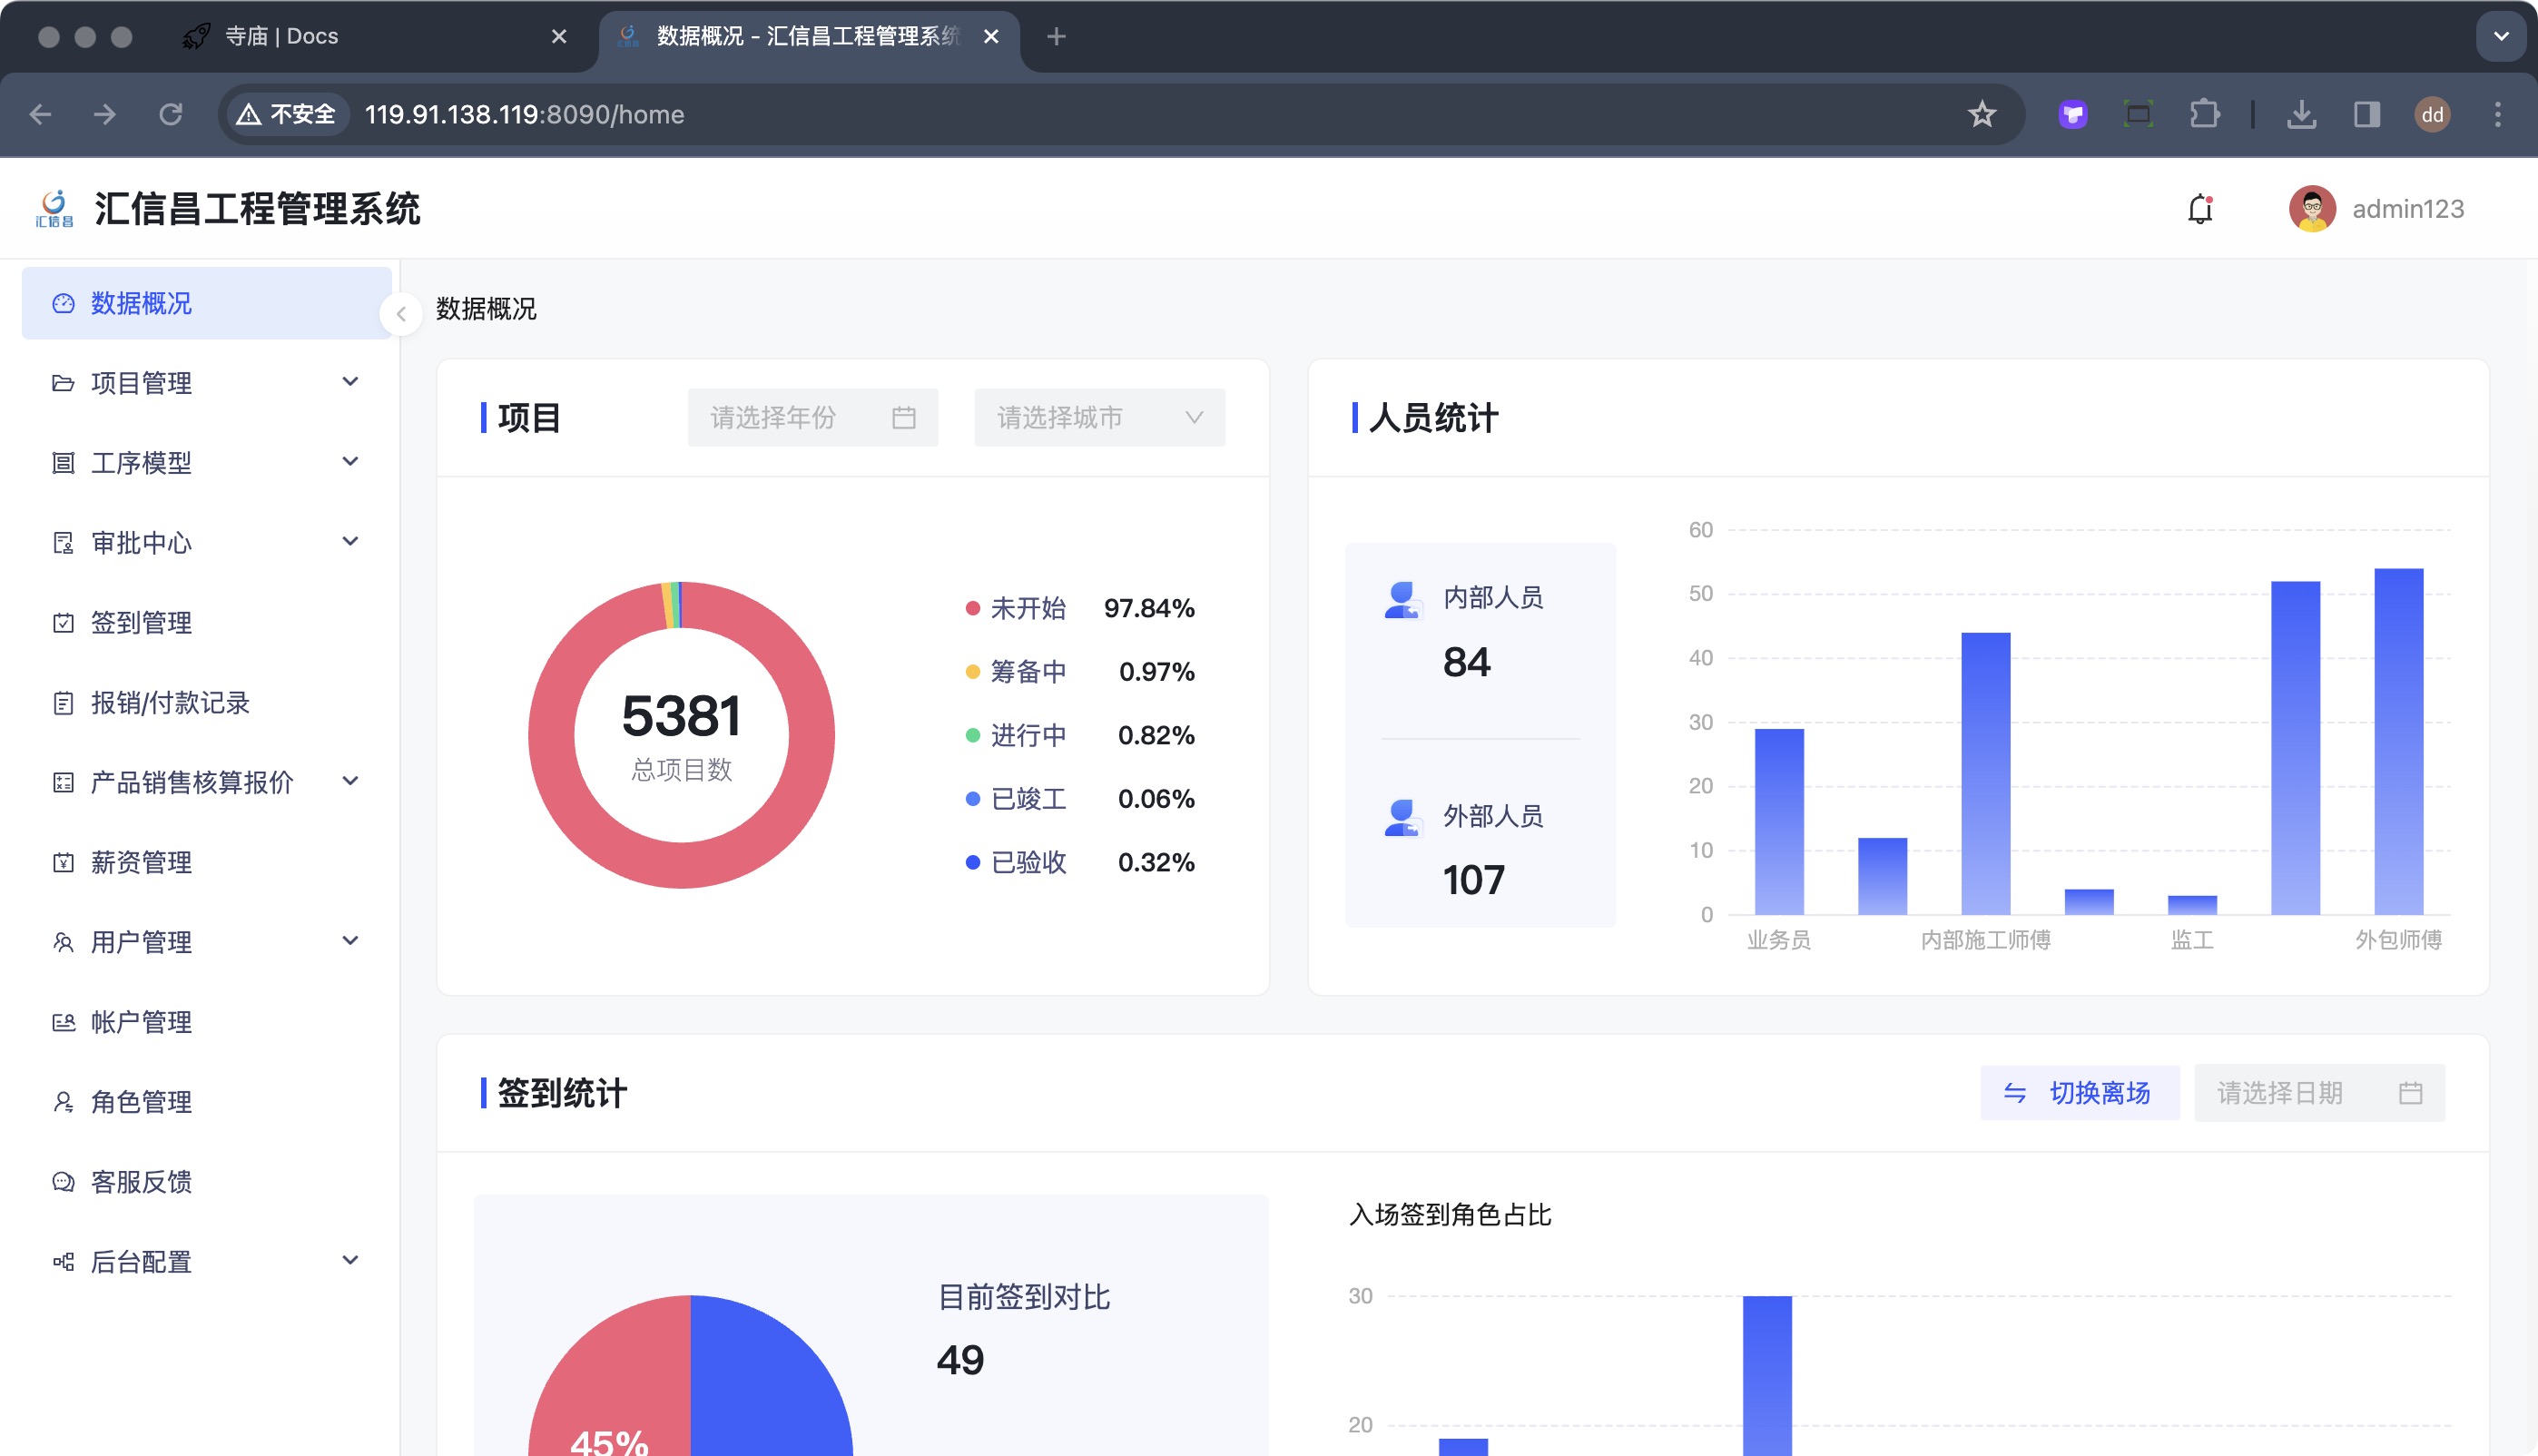 寺庙 | Docs
数据概况 - 汇信昌工程管理系统
不安全
119.91.138.119:8090/home
dd
汇信昌
汇信昌工程管理系统
admin123
数据概况
项目管理
工序模型
审批中心
签到管理
报销/付款记录
产品销售核算报价
薪资管理
用户管理
帐户管理
角色管理
客服反馈
后台配置
数据概况
项目
请选择年份
请选择城市
5381
总项目数
未开始 97.84%
筹备中 0.97%
进行中 0.82%
已竣工 0.06%
已验收 0.32%
人员统计
内部人员
84
外部人员
107
60
50
40
30
20
10
0
业务员
内部施工师傅
监工
外包师傅
签到统计
切换离场
请选择日期
45%
目前签到对比
49
入场签到角色占比
30
20